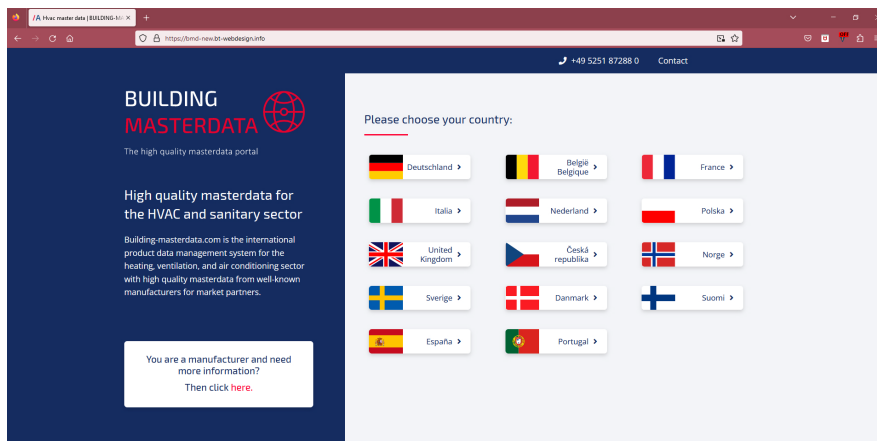 /A Hvac master data | BUILDING-MA
https://bmd-new.bt-webdesign.info
+49 5251 87288 0 Contact
BUILDING
MASTERDATA
The high quality masterdata portal
High quality masterdata for
the HVAC and sanitary sector
Building-masterdata.com is the international
product data management system for the
heating, ventilation, and air conditioning sector
with high quality masterdata from well-known
manufacturers for market partners.
You are a manufacturer and need
more information?
Then click here.
Please choose your country:
Deutschland
België
Belgique
France
Italia
Nederland
Polska
United
Kingdom
Česká
republika
Norge
Sverige
Danmark
Suomi
España
Portugal